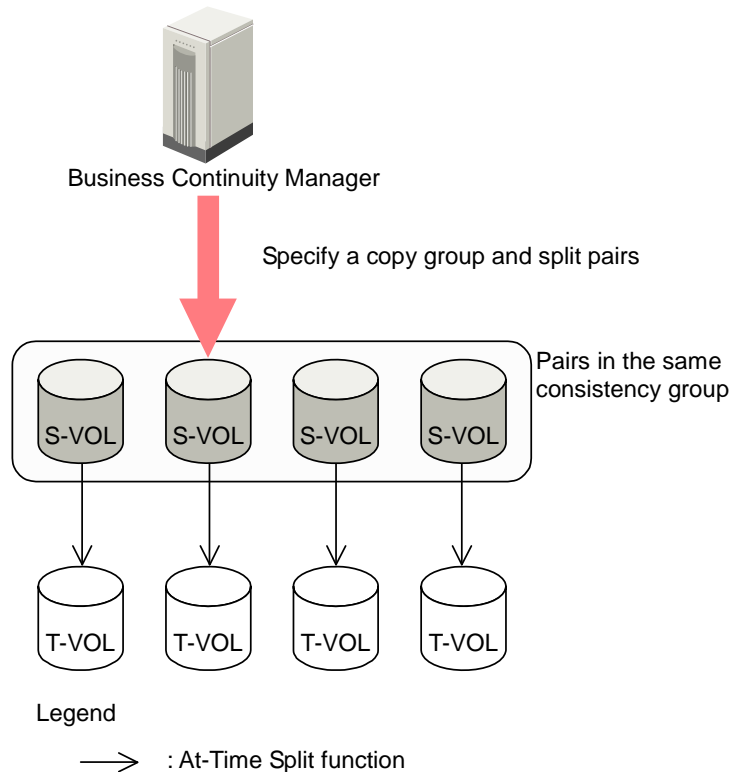 Business Continuity Manager
Specify a copy group and split pairs
Pairs in the same
consistency group
S-VOL S-VOL S-VOL S-VOL
T-VOL T-VOL T-VOL T-VOL
Legend
: At-Time Split function